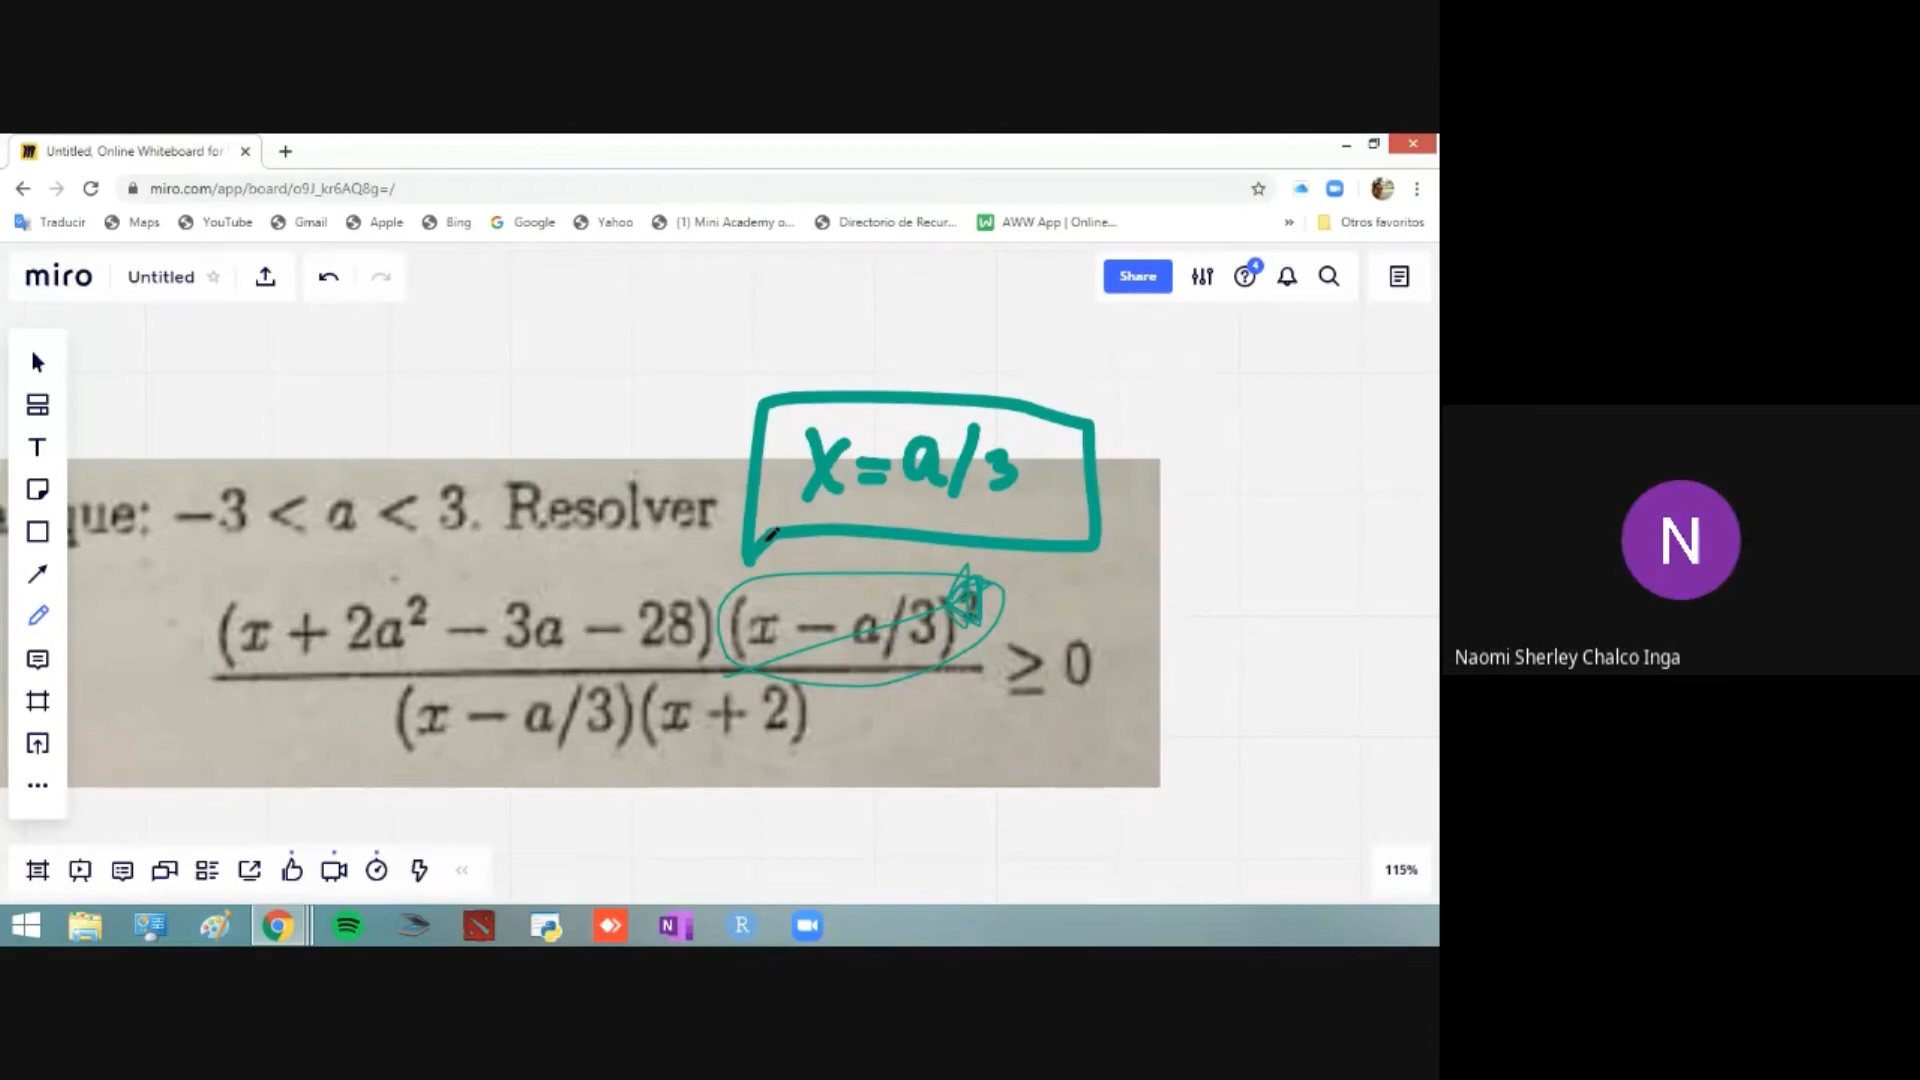 Untitled, Online Whiteboard for
miro.com/app/board/o9J_kr6AQ8g=/
Traducir Maps YouTube Gmail Apple Bing Google Yahoo (1) Mini Academy o... Directorio de Recur... AWW App | Online... » Otros favoritos
miro Untitled Share 4
x = a/3
que: −3 < a < 3. Resolver
(x + 2a² − 3a − 28)(x − a/3)
≥ 0
(x − a/3)(x + 2)
N
Naomi Sherley Chalco Inga
115%